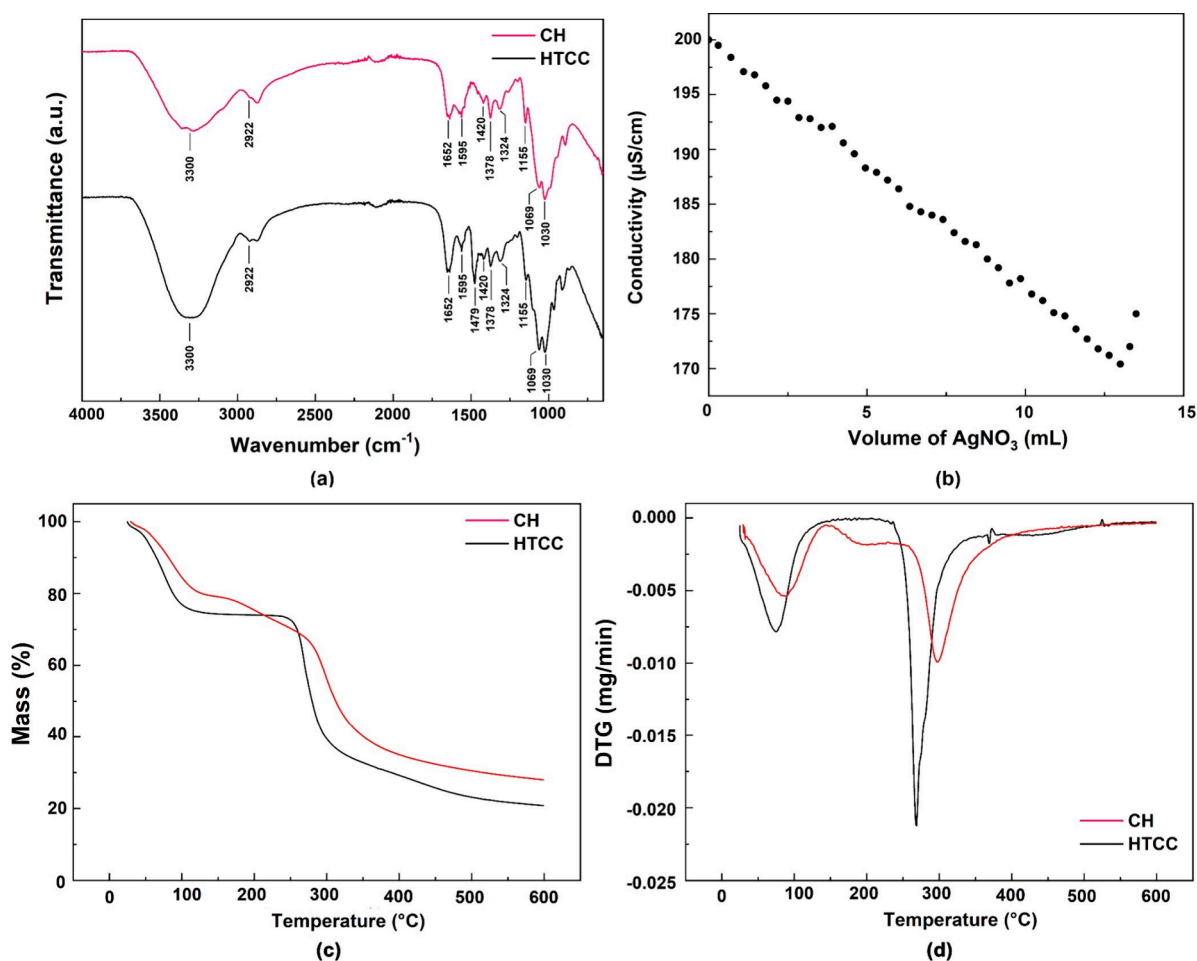 CH
HTCC
Transmittance (a.u.)
3300
2922
1652
1595
1420
1378
1324
1155
1069
1030
3300
2922
1652
1595
1479
1420
1378
1324
1155
1069
1030
4000 3500 3000 2500 2000 1500 1000
Wavenumber (cm⁻¹)
(a)
Conductivity (µS/cm)
200
195
190
185
180
175
170
0 5 10 15
Volume of AgNO₃ (mL)
(b)
CH
HTCC
Mass (%)
100
80
60
40
20
0
0 100 200 300 400 500 600
Temperature (°C)
(c)
DTG (mg/min)
0.000
-0.005
-0.010
-0.015
-0.020
-0.025
CH
HTCC
0 100 200 300 400 500 600
Temperature (°C)
(d)